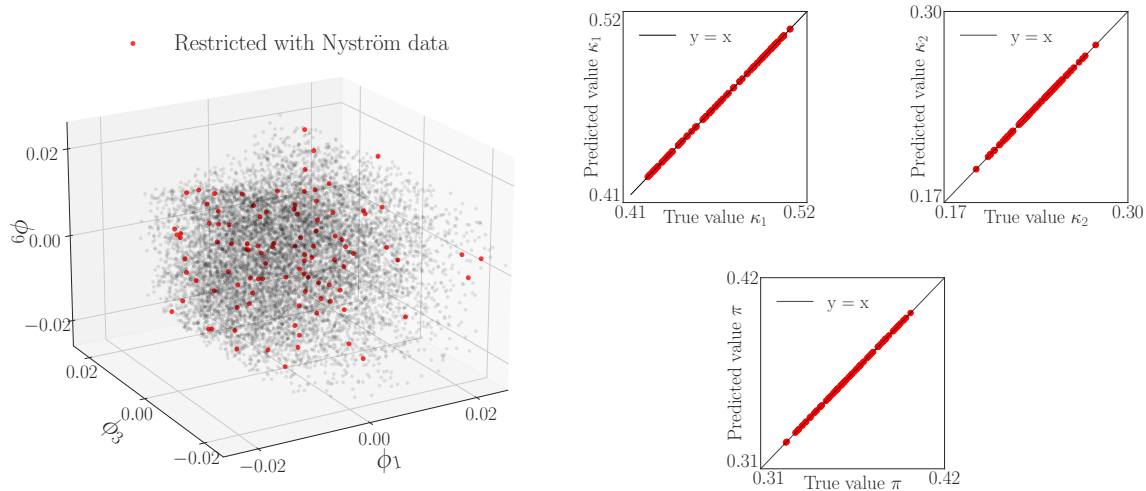 Restricted with Nyström data
0.02
0.00
−0.02
ϕ9
0.02
0.00
−0.02
ϕ3
−0.02
0.00
0.02
ϕ1
0.52
y = x
Predicted value κ1
0.41
0.41
True value κ1
0.52
0.30
y = x
Predicted value κ2
0.17
0.17
True value κ2
0.30
0.42
y = x
Predicted value π
0.31
0.31
True value π
0.42